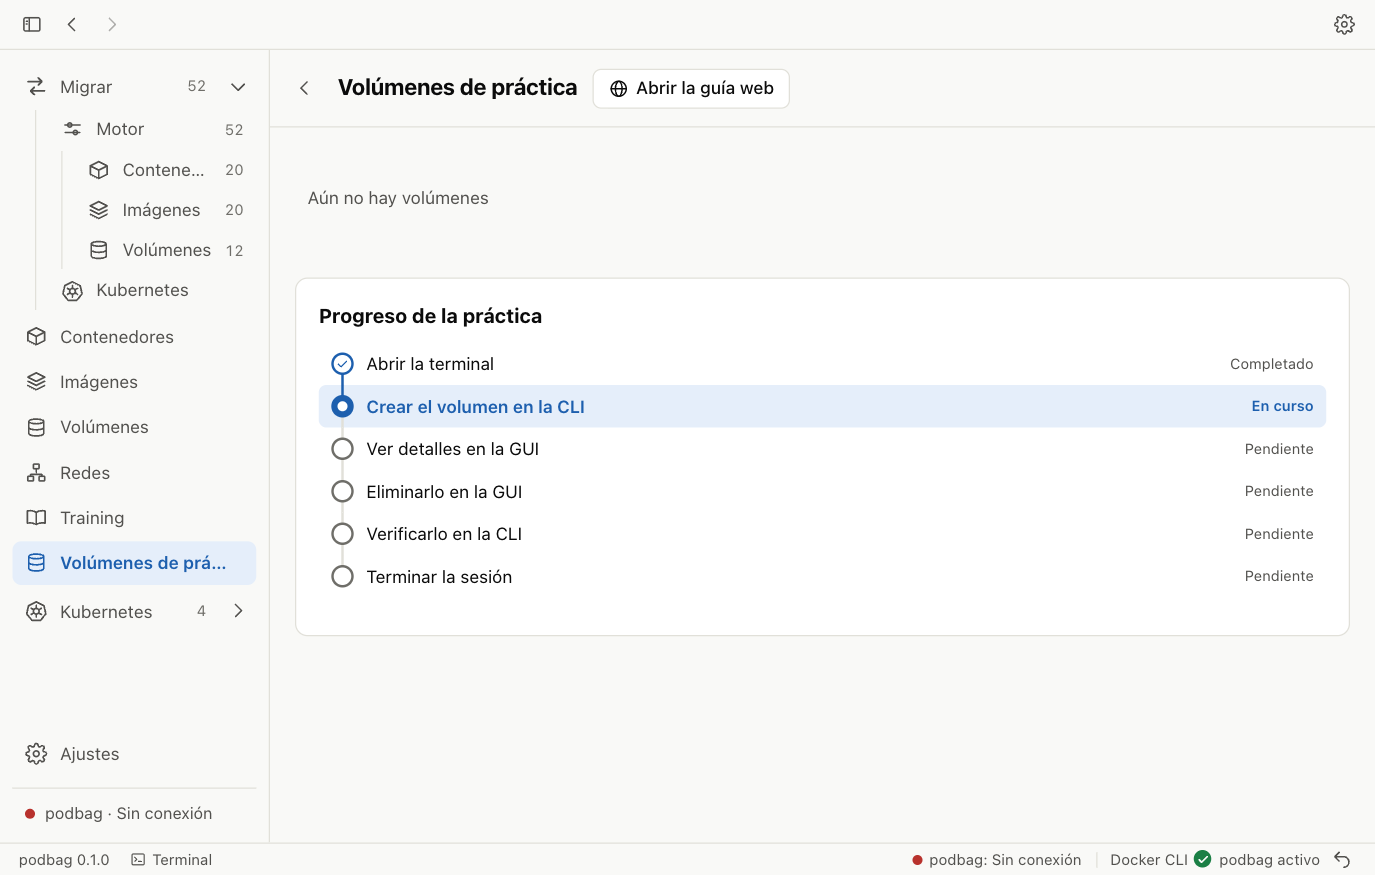 Migrar 52
Motor 52
Contene... 20
Imágenes 20
Volúmenes 12
Kubernetes
Contenedores
Imágenes
Volúmenes
Redes
Training
Volúmenes de prá...
Kubernetes 4
Ajustes
podbag · Sin conexión
Volúmenes de práctica
Abrir la guía web
Aún no hay volúmenes
Progreso de la práctica
Abrir la terminal Completado
Crear el volumen en la CLI En curso
Ver detalles en la GUI Pendiente
Eliminarlo en la GUI Pendiente
Verificarlo en la CLI Pendiente
Terminar la sesión Pendiente
podbag 0.1.0 Terminal podbag: Sin conexión Docker CLI podbag activo